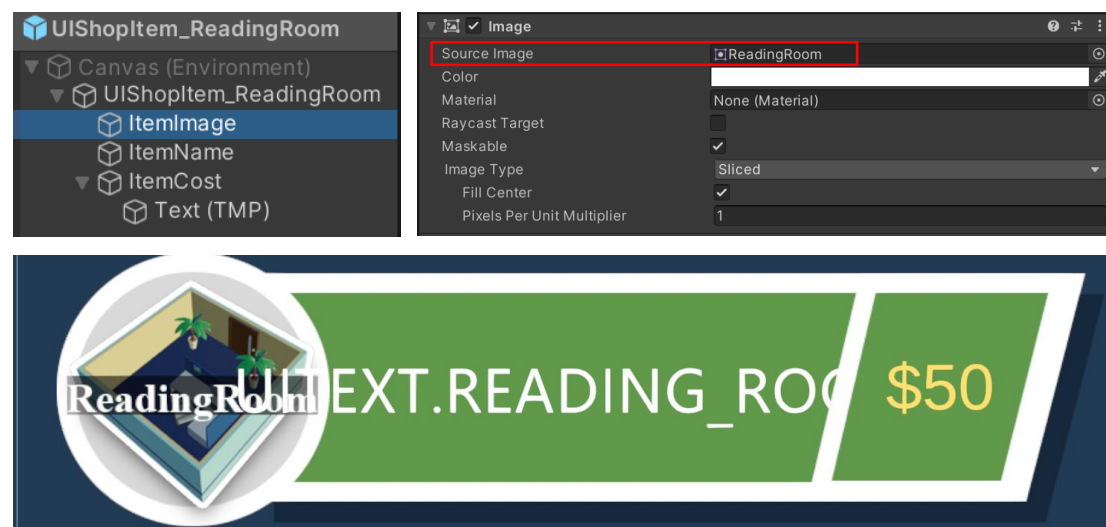 UIShopItem_ReadingRoom
Canvas (Environment)
UIShopItem_ReadingRoom
ItemImage
ItemName
ItemCost
Text (TMP)
Image
Source Image ReadingRoom
Color
Material None (Material)
Raycast Target
Maskable
Image Type Sliced
Fill Center
Pixels Per Unit Multiplier 1
ReadingRoom
UITEXT.READING_ROO
$50